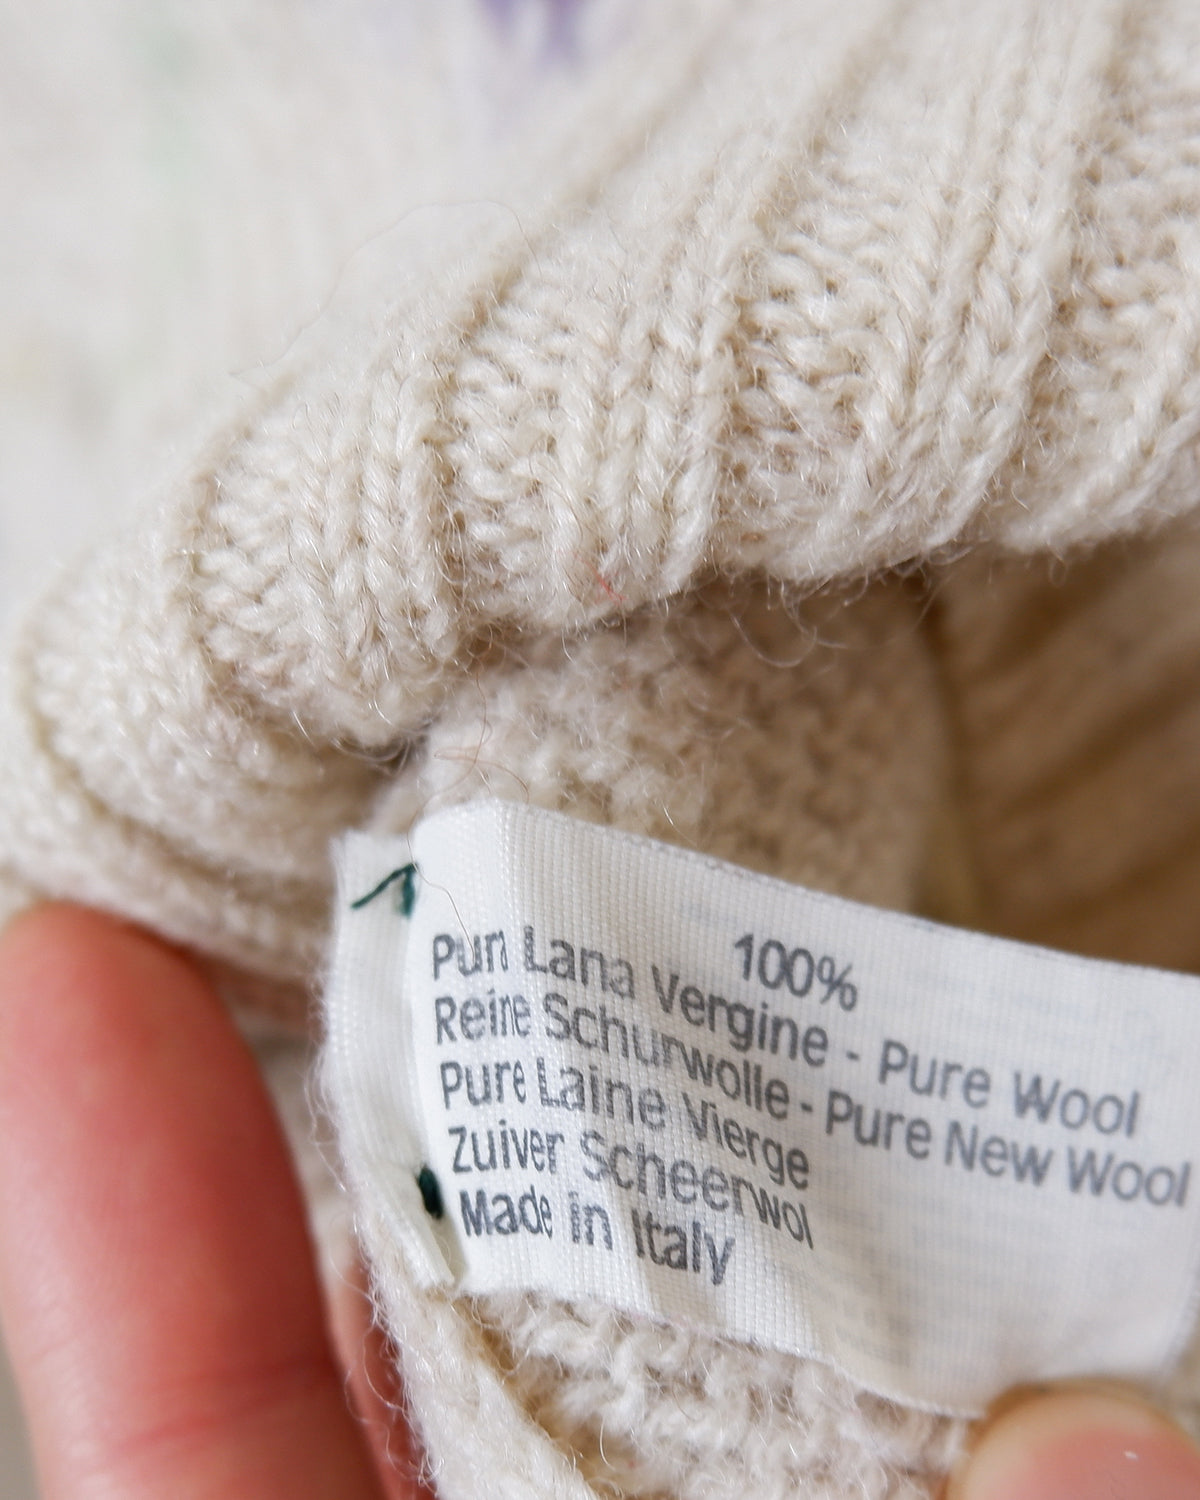 100%
Pura Lana Vergine - Pure Wool
Reine Schurwolle - Pure New Wool
Pure Laine Vierge
Zuiver Scheerwol
Made in Italy